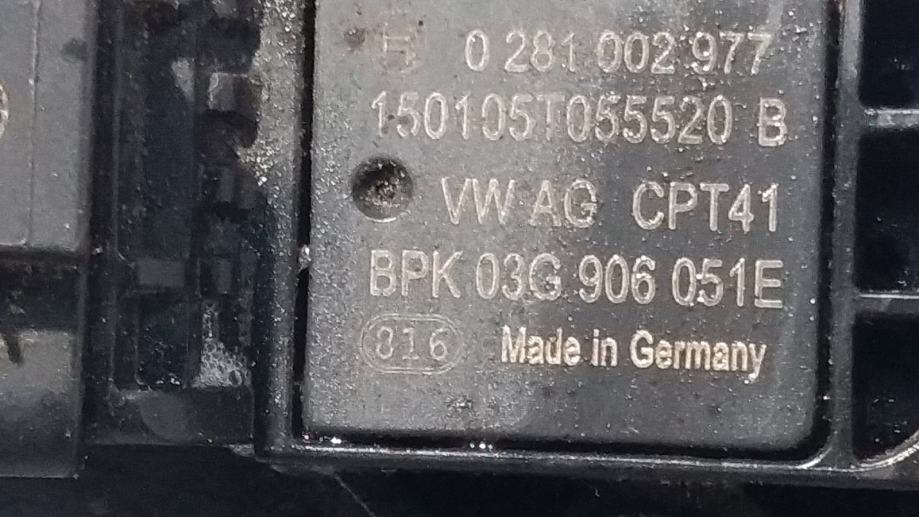 0 281 002 977
150105T055520 B
VW AG CPT41
BPK 03G 906 051E
816 Made in Germany